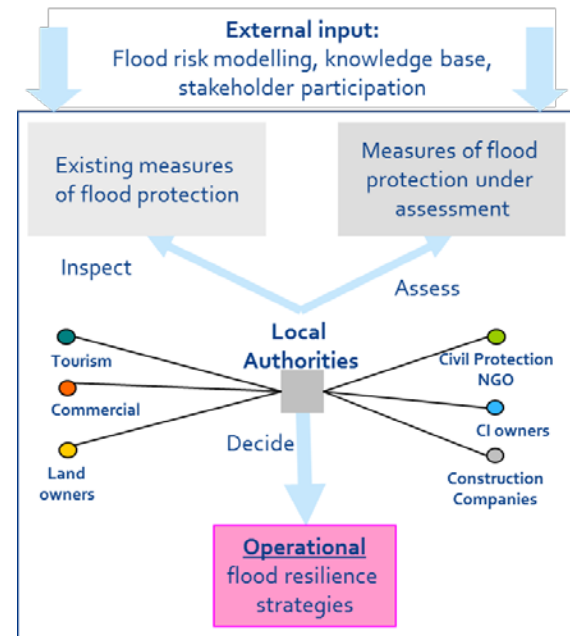 External input:
Flood risk modelling, knowledge base,
stakeholder participation
Existing measures
of flood protection
Measures of flood
protection under
assessment
Inspect
Assess
Local
Authorities
Tourism
Commercial
Land
owners
Civil Protection
NGO
CI owners
Construction
Companies
Decide
Operational
flood resilience
strategies